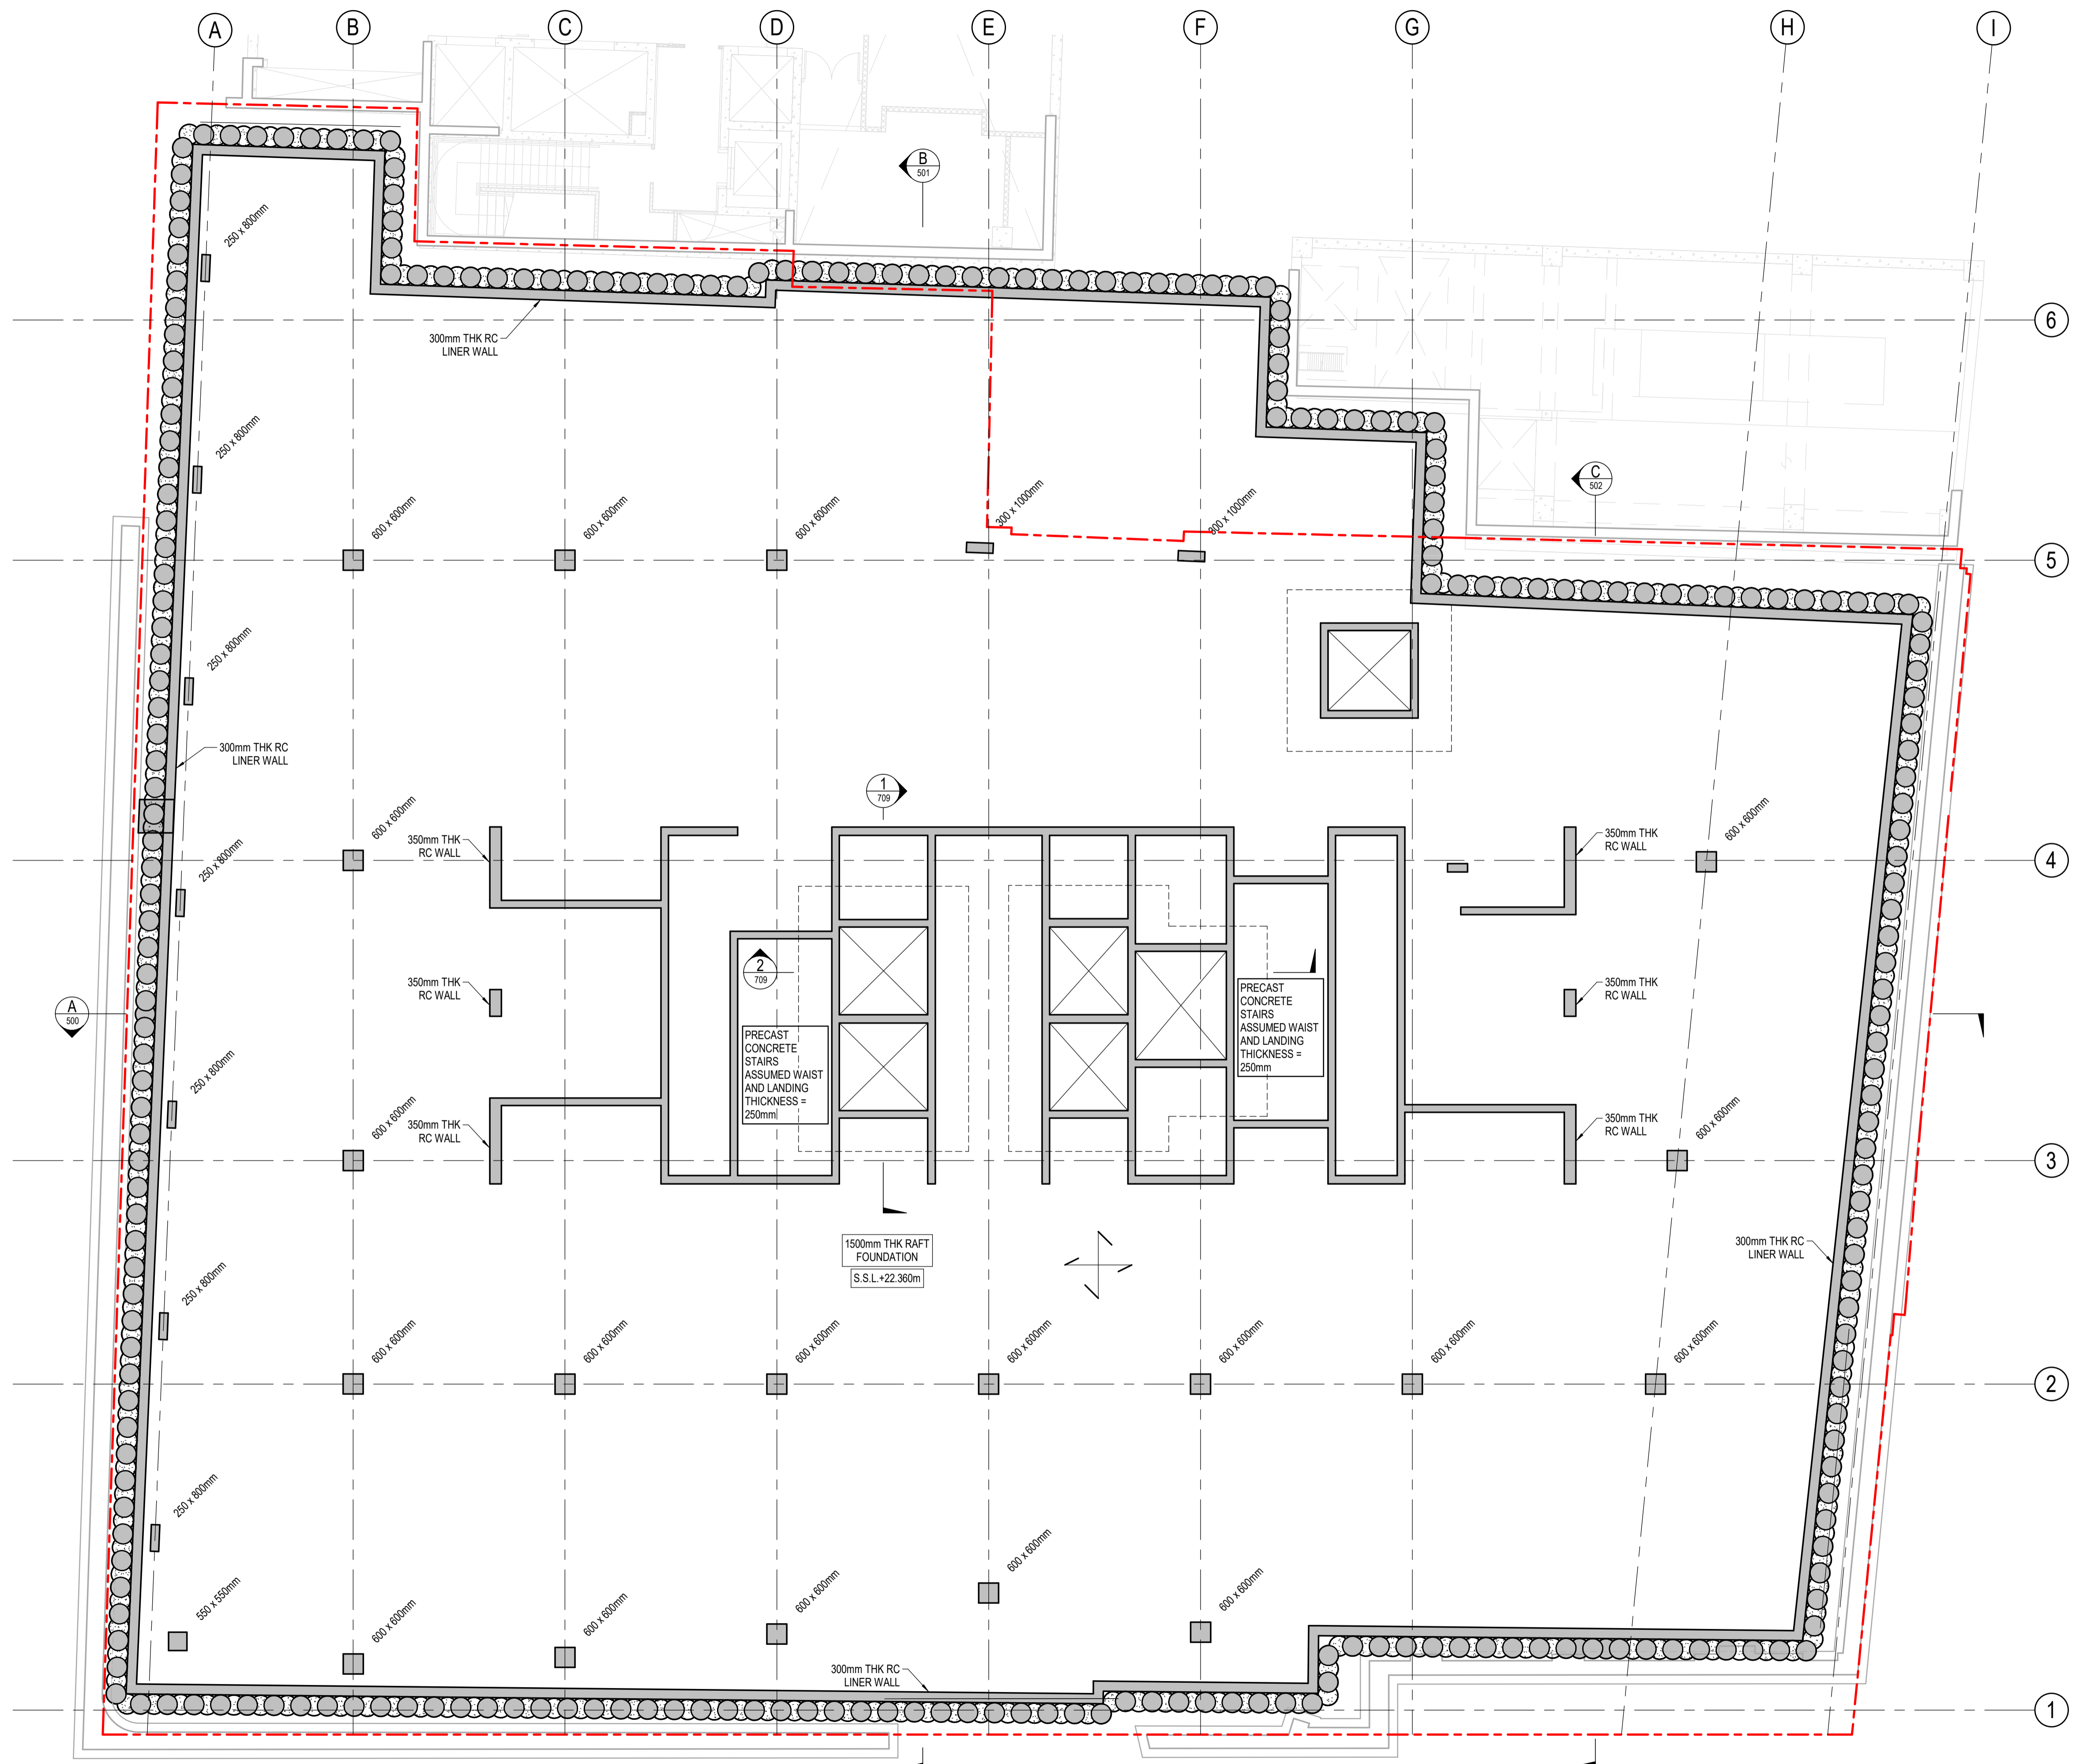 A
B
C
D
E
F
G
H
I
B
501
250 x 800mm
6
300mm THK RC
LINER WALL
250 x 800mm
C
502
600 x 600mm
600 x 600mm
600 x 600mm
300 x 1000mm
300 x 1000mm
5
250 x 800mm
300mm THK RC
LINER WALL
1
709
600 x 600mm
600 x 600mm
350mm THK
RC WALL
350mm THK
RC WALL
250 x 800mm
4
2
709
350mm THK
RC WALL
350mm THK
RC WALL
PRECAST
CONCRETE
STAIRS
ASSUMED WAIST
AND LANDING
THICKNESS =
250mm
A
500
PRECAST
CONCRETE
STAIRS
ASSUMED WAIST
AND LANDING
THICKNESS =
250mm
250 x 800mm
600 x 600mm
350mm THK
RC WALL
350mm THK
RC WALL
600 x 600mm
3
1500mm THK RAFT
FOUNDATION
S.S.L.+22.360m
300mm THK RC
LINER WALL
250 x 800mm
600 x 600mm
600 x 600mm
600 x 600mm
600 x 600mm
600 x 600mm
600 x 600mm
600 x 600mm
2
250 x 800mm
550 x 550mm
600 x 600mm
600 x 600mm
600 x 600mm
600 x 600mm
600 x 600mm
300mm THK RC
LINER WALL
1